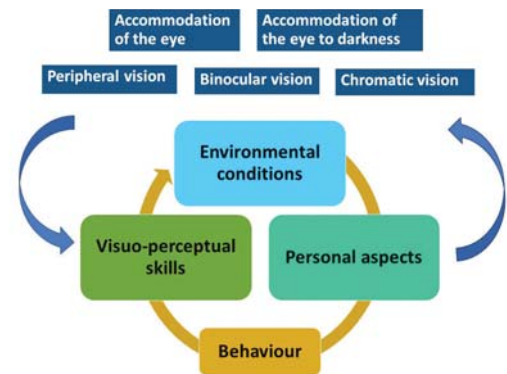 Accommodation
of the eye
Accommodation of
the eye to darkness
Peripheral vision
Binocular vision
Chromatic vision
Environmental
conditions
Visuo-perceptual
skills
Personal aspects
Behaviour